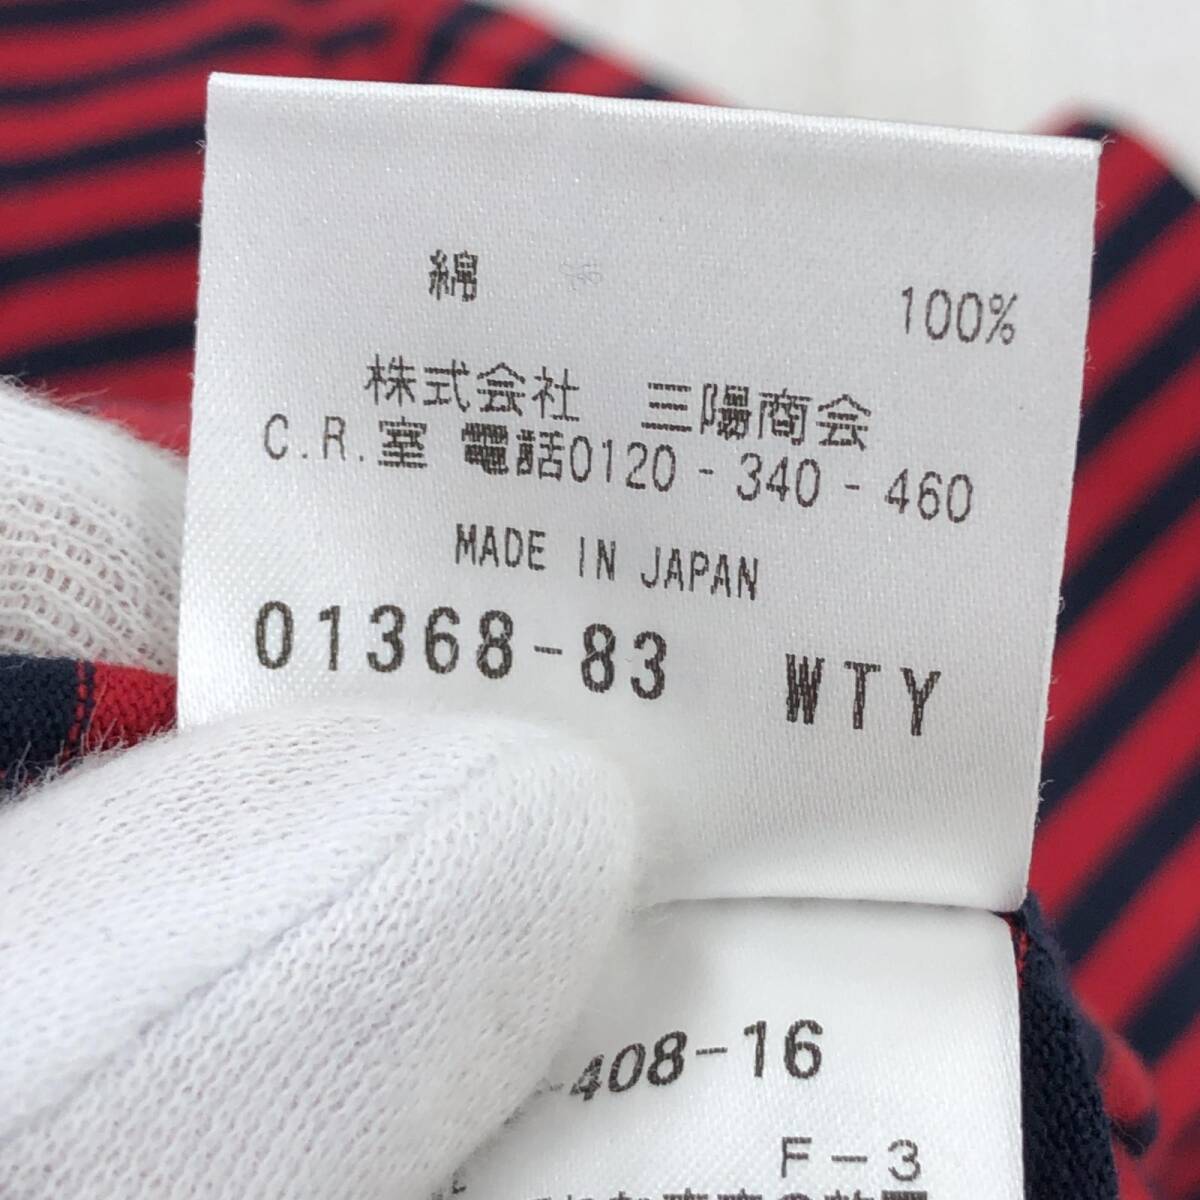 綿 100%
株式会社 三陽商会
C.R.室 電話0120-340-460
MADE IN JAPAN
01368-83 WTY
-408-16
F-3